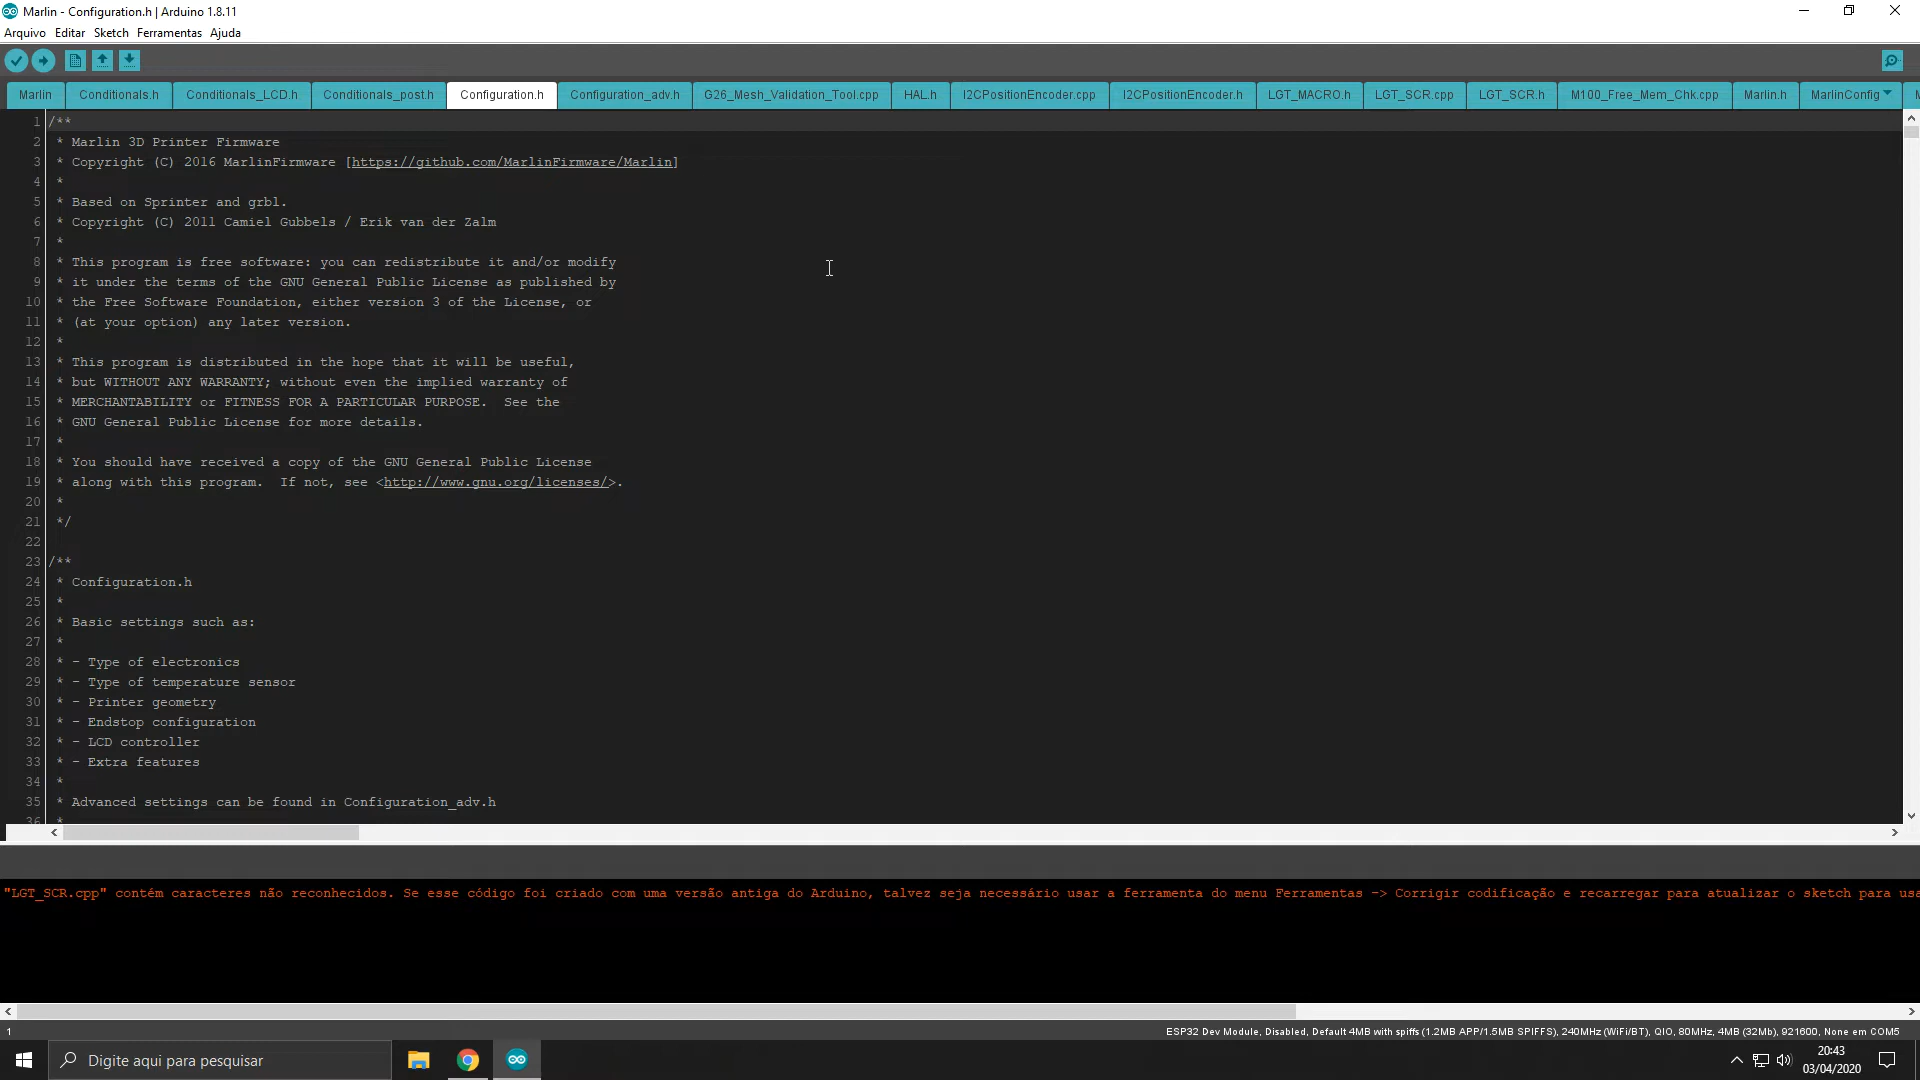 Marlin - Configuration.h | Arduino 1.8.11
Arquivo Editar Sketch Ferramentas Ajuda
Marlin Conditionals.h Conditionals_LCD.h Conditionals_post.h Configuration.h Configuration_adv.h G26_Mesh_Validation_Tool.cpp HAL.h I2CPositionEncoder.cpp I2CPositionEncoder.h LGT_MACRO.h LGT_SCR.cpp LGT_SCR.h M100_Free_Mem_Chk.cpp Marlin.h MarlinConfig
1 /**
2 * Marlin 3D Printer Firmware
3 * Copyright (C) 2016 MarlinFirmware [https://github.com/MarlinFirmware/Marlin]
4 *
5 * Based on Sprinter and grbl.
6 * Copyright (C) 2011 Camiel Gubbels / Erik van der Zalm
7 *
8 * This program is free software: you can redistribute it and/or modify
9 * it under the terms of the GNU General Public License as published by
10 * the Free Software Foundation, either version 3 of the License, or
11 * (at your option) any later version.
12 *
13 * This program is distributed in the hope that it will be useful,
14 * but WITHOUT ANY WARRANTY; without even the implied warranty of
15 * MERCHANTABILITY or FITNESS FOR A PARTICULAR PURPOSE.  See the
16 * GNU General Public License for more details.
17 *
18 * You should have received a copy of the GNU General Public License
19 * along with this program.  If not, see <http://www.gnu.org/licenses/>.
20 *
21 */
22
23 /**
24 * Configuration.h
25 *
26 * Basic settings such as:
27 *
28 * - Type of electronics
29 * - Type of temperature sensor
30 * - Printer geometry
31 * - Endstop configuration
32 * - LCD controller
33 * - Extra features
34 *
35 * Advanced settings can be found in Configuration_adv.h
36 *
"LGT_SCR.cpp" contém caracteres não reconhecidos. Se esse código foi criado com uma versão antiga do Arduino, talvez seja necessário usar a ferramenta do menu Ferramentas -> Corrigir codificação e recarregar para atualizar o sketch para usa
1 ESP32 Dev Module, Disabled, Default 4MB with spiffs (1.2MB APP/1.5MB SPIFFS), 240MHz (WiFi/BT), QIO, 80MHz, 4MB (32Mb), 921600, None em COM5
Digite aqui para pesquisar
20:43
03/04/2020